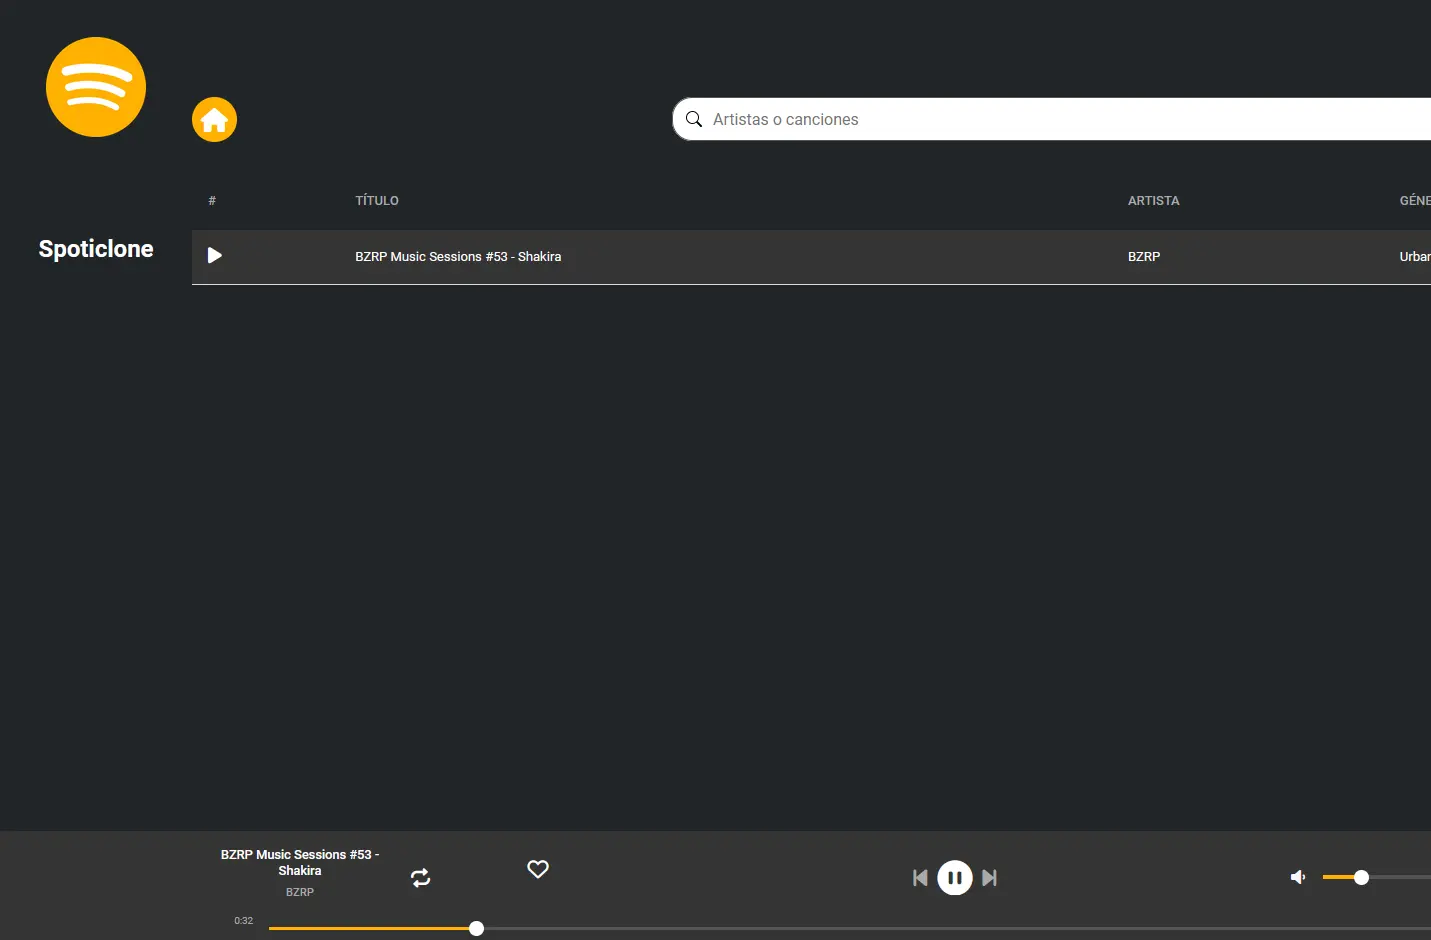 Artistas o canciones
# TÍTULO ARTISTA GÉNE
Spoticlone
BZRP Music Sessions #53 - Shakira BZRP Urban
BZRP Music Sessions #53 -
Shakira
BZRP
0:32